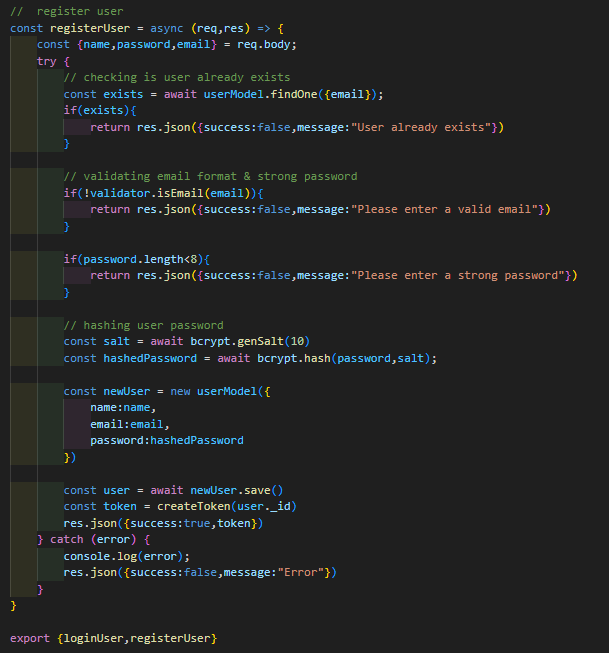 //  register user
const registerUser = async (req,res) => {
    const {name,password,email} = req.body;
    try {
        // checking is user already exists
        const exists = await userModel.findOne({email});
        if(exists){
            return res.json({success:false,message:"User already exists"})
        }

        // validating email format & strong password
        if(!validator.isEmail(email)){
            return res.json({success:false,message:"Please enter a valid email"})
        }

        if(password.length<8){
            return res.json({success:false,message:"Please enter a strong password"})
        }

        // hashing user password
        const salt = await bcrypt.genSalt(10)
        const hashedPassword = await bcrypt.hash(password,salt);

        const newUser = new userModel({
            name:name,
            email:email,
            password:hashedPassword
        })

        const user = await newUser.save()
        const token = createToken(user._id)
        res.json({success:true,token})
    } catch (error) {
        console.log(error);
        res.json({success:false,message:"Error"})
    }
}

export {loginUser,registerUser}